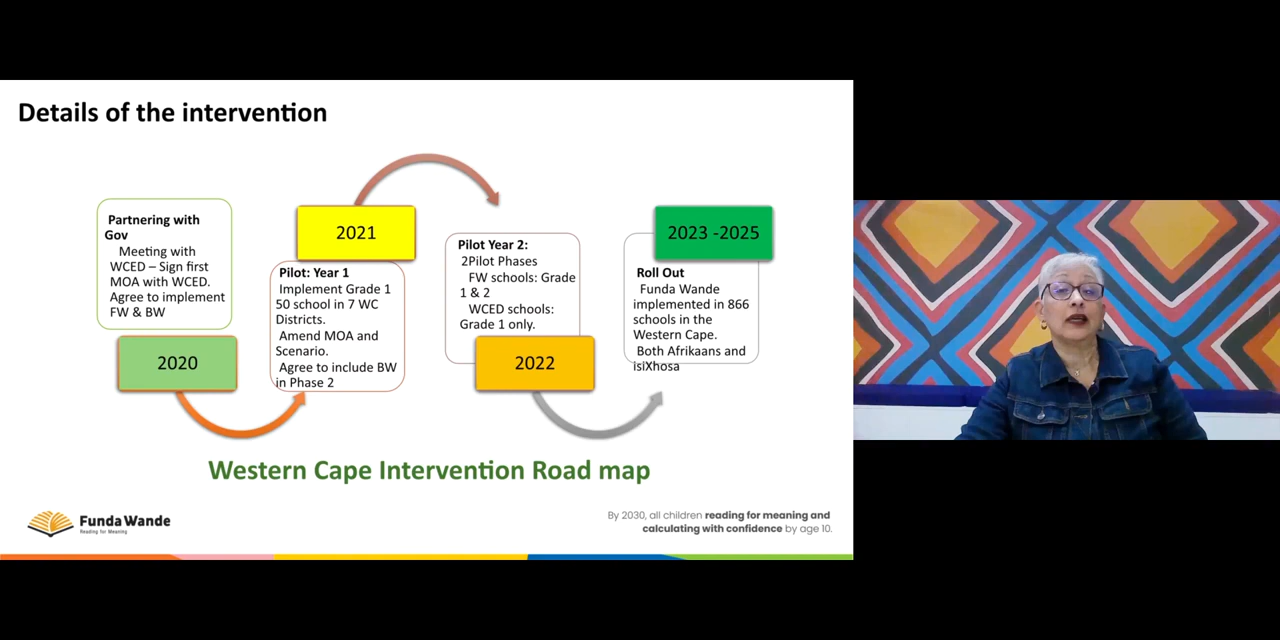 Details of the intervention
Partnering with
Gov
Meeting with
WCED – Sign first
MOA with WCED.
Agree to implement
FW & BW
2020
2021
Pilot: Year 1
Implement Grade 1
50 school in 7 WC
Districts.
Amend MOA and
Scenario.
Agree to include BW
in Phase 2
Pilot Year 2:
2Pilot Phases
FW schools: Grade
1 & 2
WCED schools:
Grade 1 only.
2022
2023 -2025
Roll Out
Funda Wande
implemented in 866
schools in the
Western Cape.
Both Afrikaans and
isiXhosa
Western Cape Intervention Road map
Funda Wande
Reading for Meaning
By 2030, all children reading for meaning and
calculating with confidence by age 10.